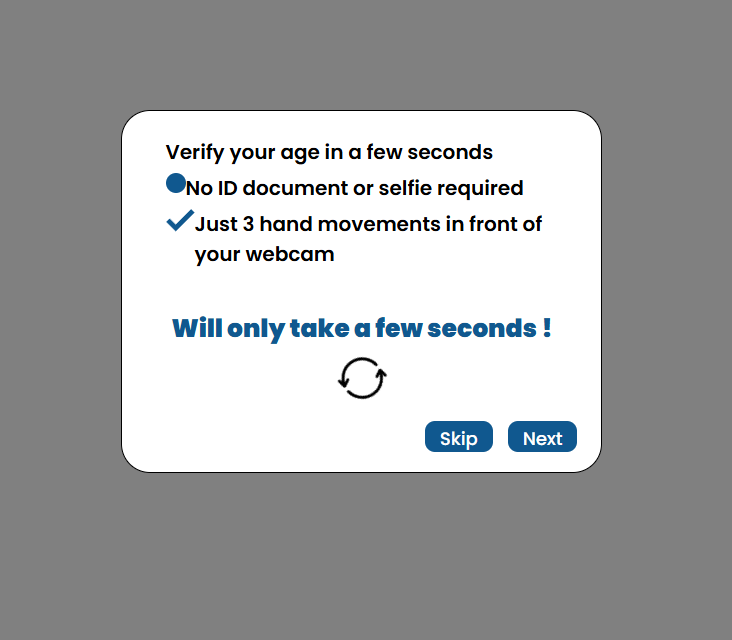 Verify your age in a few seconds
No ID document or selfie required
Just 3 hand movements in front of
your webcam
Will only take a few seconds !
Skip Next